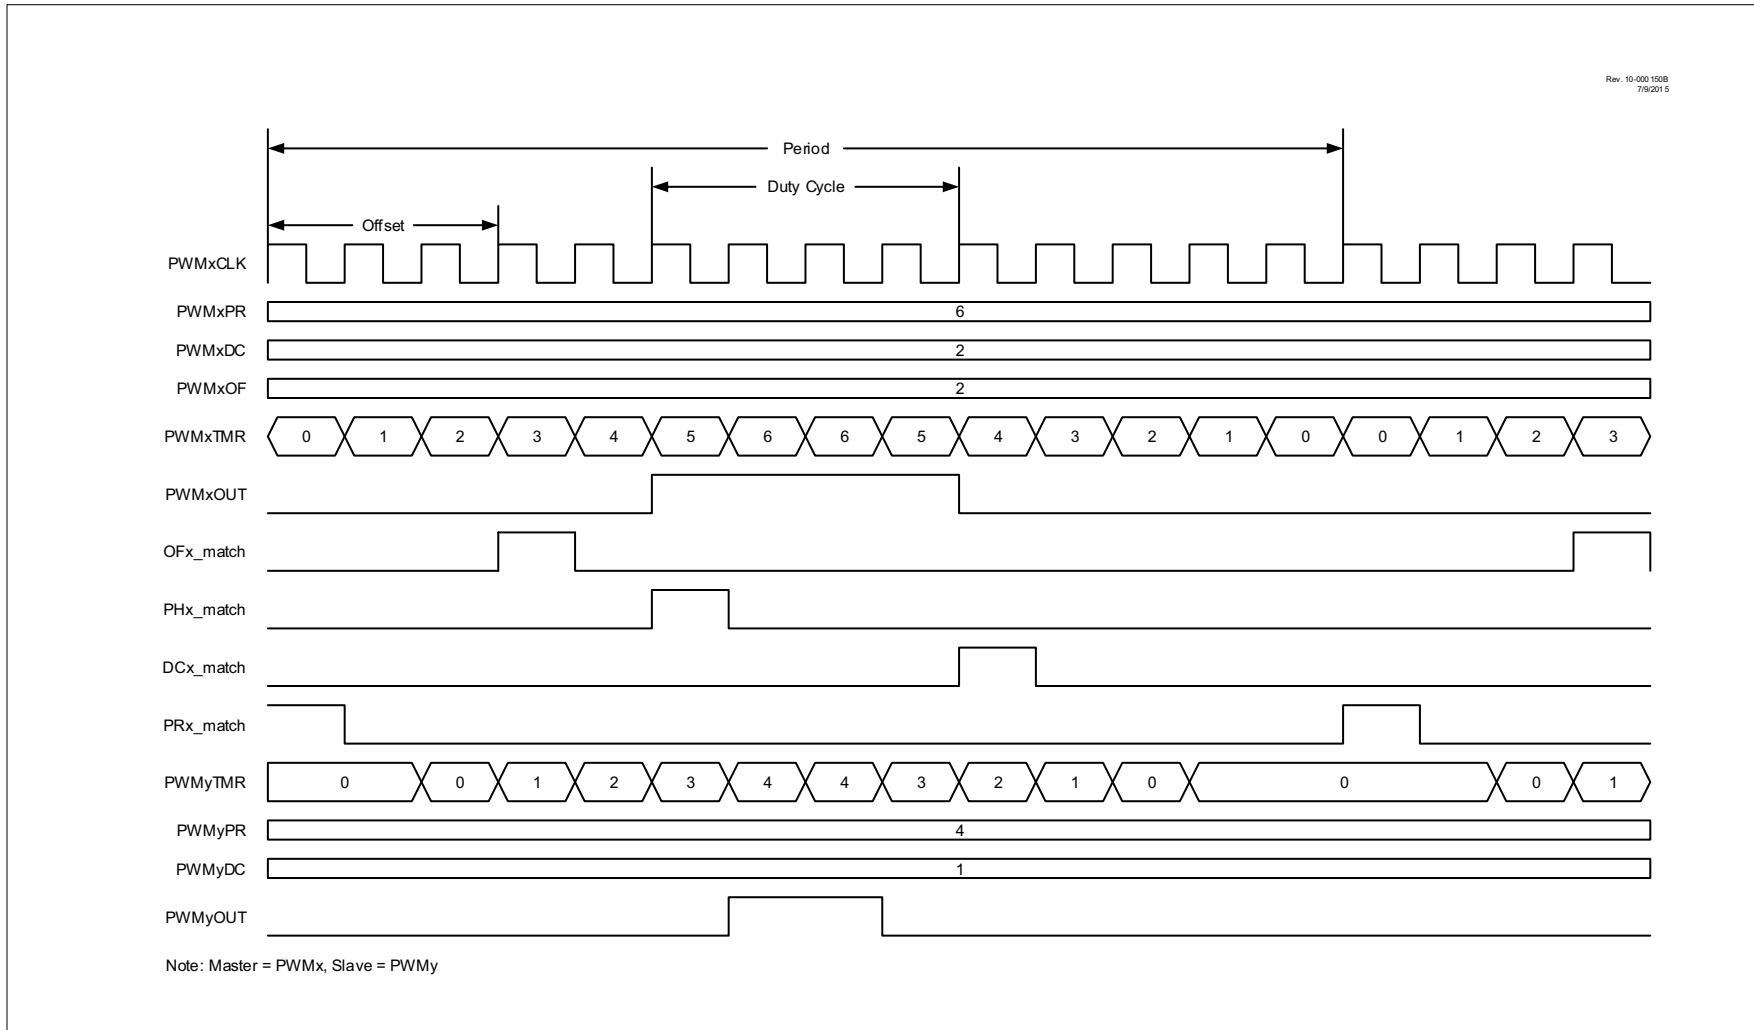 Rev. 10-000 150B
7/9/201 5
Period
Duty Cycle
Offset
PWMxCLK
PWMxPR 6
PWMxDC 2
PWMxOF 2
PWMxTMR 0 1 2 3 4 5 6 6 5 4 3 2 1 0 0 1 2 3
PWMxOUT
OFx_match
PHx_match
DCx_match
PRx_match
PWMyTMR 0 0 1 2 3 4 4 3 2 1 0 0 0 1
PWMyPR 4
PWMyDC 1
PWMyOUT
Note: Master = PWMx, Slave = PWMy